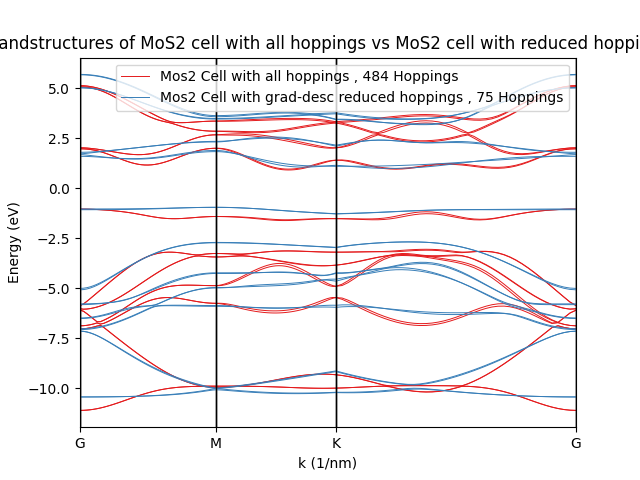 andstructures of MoS2 cell with all hoppings vs MoS2 cell with reduced hoppi
Mos2 Cell with all hoppings , 484 Hoppings
Mos2 Cell with grad-desc reduced hoppings , 75 Hoppings
Energy (eV)
5.0
2.5
0.0
−2.5
−5.0
−7.5
−10.0
G M K G
k (1/nm)